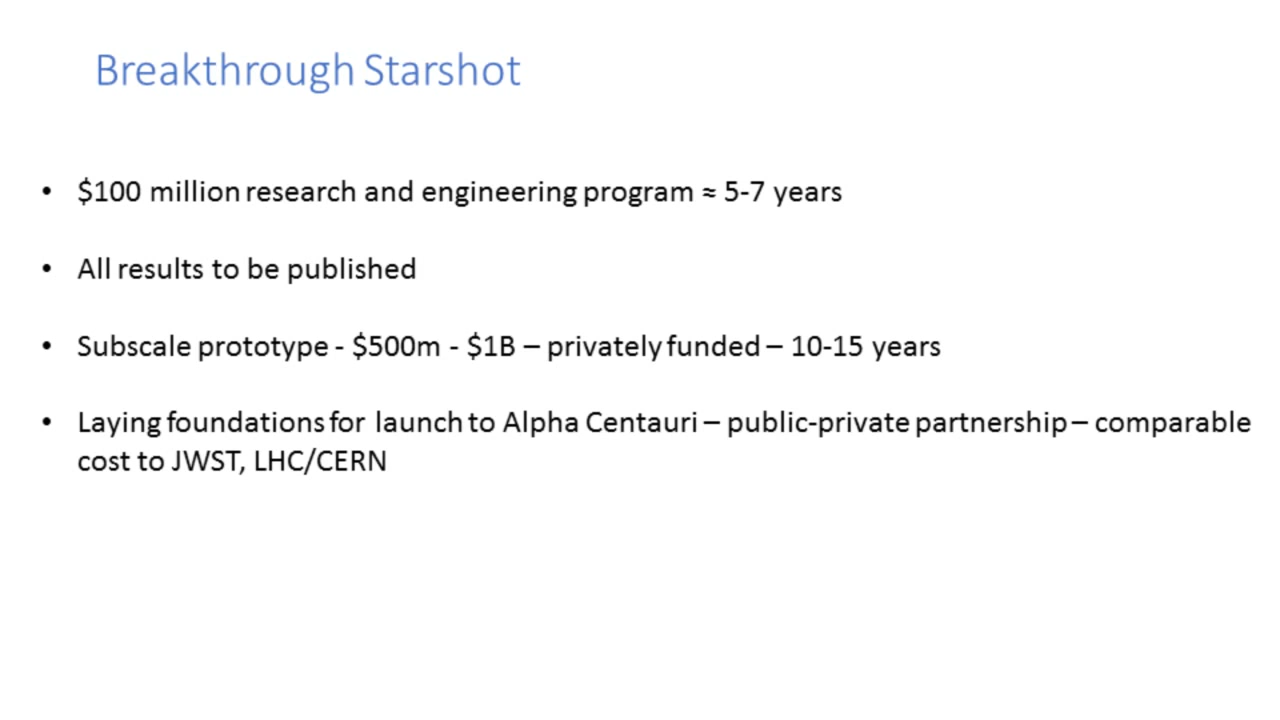 Breakthrough Starshot
• $100 million research and engineering program ≈ 5-7 years
• All results to be published
• Subscale prototype - $500m - $1B – privately funded – 10-15 years
• Laying foundations for launch to Alpha Centauri – public-private partnership – comparable
cost to JWST, LHC/CERN